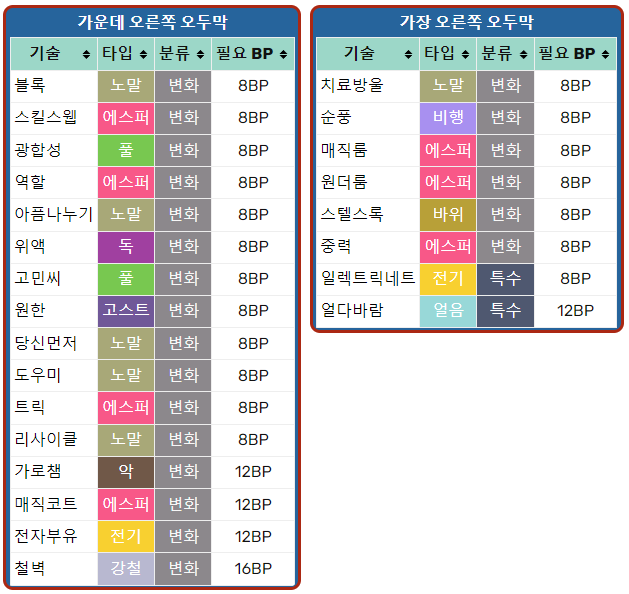 가운데 오른쪽 오두막
기술 타입 분류 필요 BP
블록 노말 변화 8BP
스킬스웹 에스퍼 변화 8BP
광합성 풀 변화 8BP
역할 에스퍼 변화 8BP
아픔나누기 노말 변화 8BP
위액 독 변화 8BP
고민씨 풀 변화 8BP
원한 고스트 변화 8BP
당신먼저 노말 변화 8BP
도우미 노말 변화 8BP
트릭 에스퍼 변화 8BP
리사이클 노말 변화 8BP
가로챔 악 변화 12BP
매직코트 에스퍼 변화 12BP
전자부유 전기 변화 12BP
철벽 강철 변화 16BP
가장 오른쪽 오두막
기술 타입 분류 필요 BP
치료방울 노말 변화 8BP
순풍 비행 변화 8BP
매직룸 에스퍼 변화 8BP
원더룸 에스퍼 변화 8BP
스텔스록 바위 변화 8BP
중력 에스퍼 변화 8BP
일렉트릭네트 전기 특수 8BP
얼다바람 얼음 특수 12BP